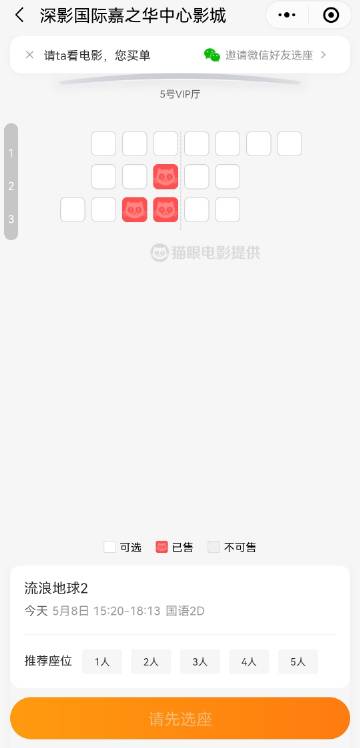 深影国际嘉之华中心影城
请ta看电影，您买单
邀请微信好友选座
5号VIP厅
1
2
3
猫眼电影提供
可选 已售 不可售
流浪地球2
今天 5月8日 15:20-18:13 国语2D
推荐座位 1人 2人 3人 4人 5人
请先选座